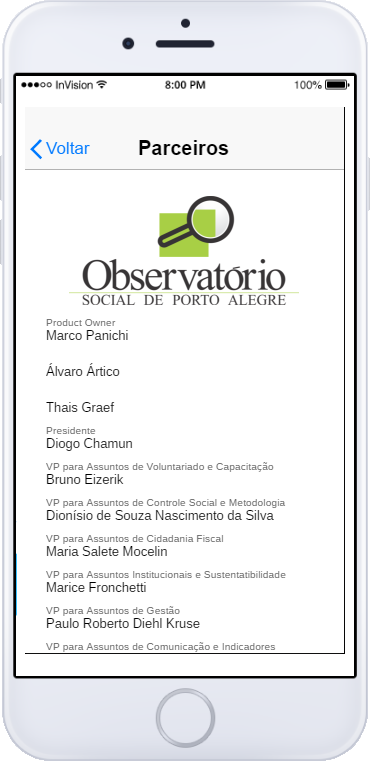 InVision 8:00 PM 100%
Voltar Parceiros
Observatório
SOCIAL DE PORTO ALEGRE
Product Owner
Marco Panichi
Álvaro Ártico
Thais Graef
Presidente
Diogo Chamun
VP para Assuntos de Voluntariado e Capacitação
Bruno Eizerik
VP para Assuntos de Controle Social e Metodologia
Dionísio de Souza Nascimento da Silva
VP para Assuntos de Cidadania Fiscal
Maria Salete Mocelin
VP para Assuntos Institucionais e Sustentatibilidade
Marice Fronchetti
VP para Assuntos de Gestão
Paulo Roberto Diehl Kruse
VP para Assuntos de Comunicação e Indicadores